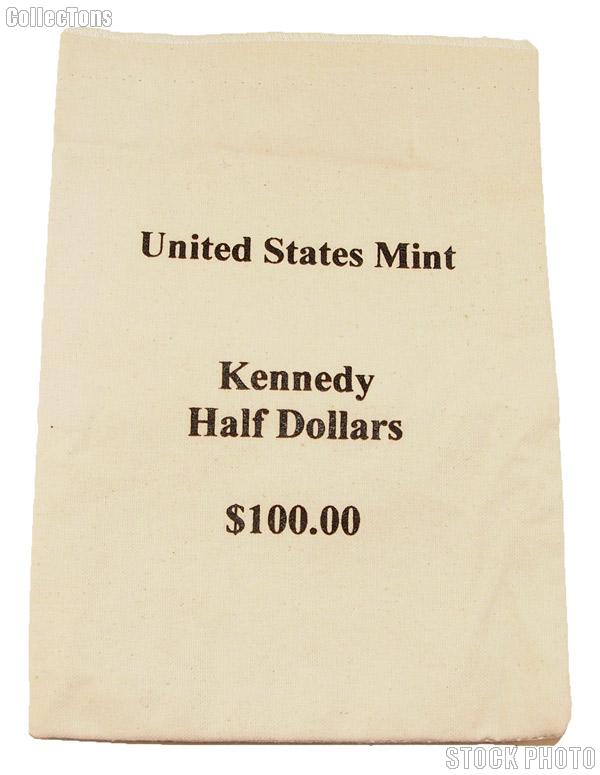 CollecTons
United States Mint
Kennedy
Half Dollars
$100.00
STOCK PHOTO